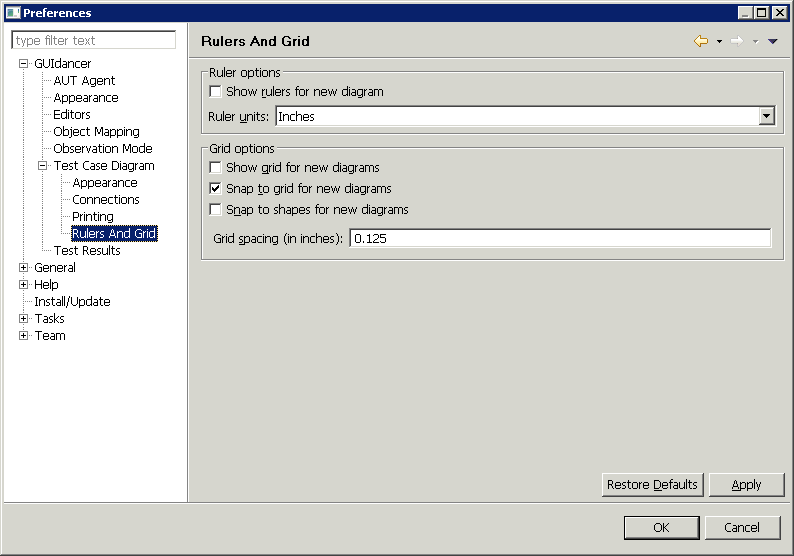 Preferences
type filter text
GUIdancer
AUT Agent
Appearance
Editors
Object Mapping
Observation Mode
Test Case Diagram
Appearance
Connections
Printing
Rulers And Grid
Test Results
General
Help
Install/Update
Tasks
Team
Rulers And Grid
Ruler options
Show rulers for new diagram
Ruler units: Inches
Grid options
Show grid for new diagrams
Snap to grid for new diagrams
Snap to shapes for new diagrams
Grid spacing (in inches): 0.125
Restore Defaults Apply
OK Cancel